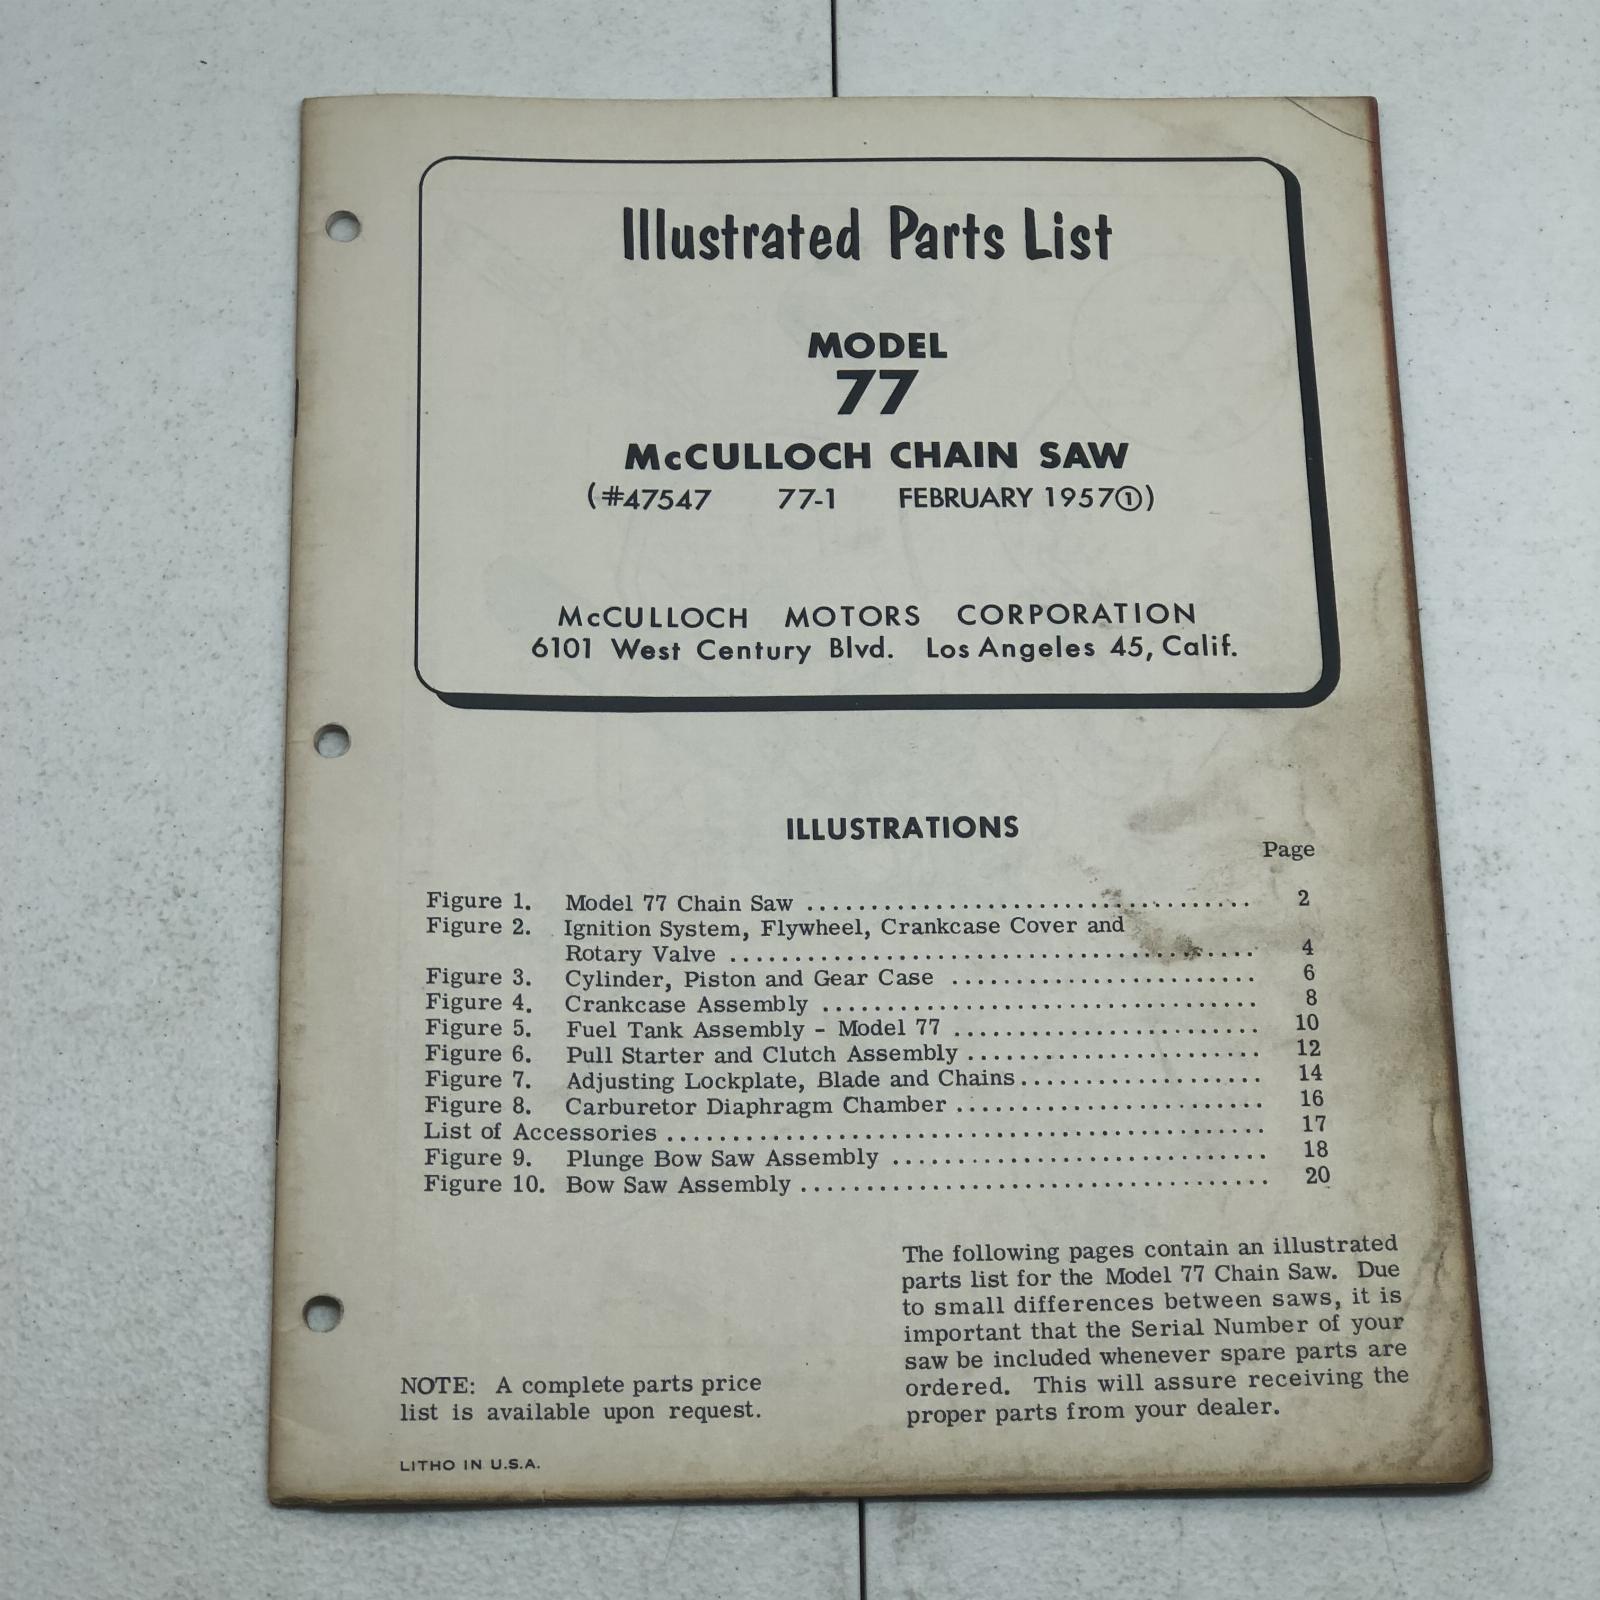 Illustrated Parts List
MODEL
77
McCULLOCH CHAIN SAW
(#47547 77-1 FEBRUARY 1957①)
McCULLOCH MOTORS CORPORATION
6101 West Century Blvd. Los Angeles 45, Calif.
ILLUSTRATIONS
Page
Figure 1. Model 77 Chain Saw .................................. 2
Figure 2. Ignition System, Flywheel, Crankcase Cover and
Rotary Valve ........................................ 4
Figure 3. Cylinder, Piston and Gear Case ........................ 6
Figure 4. Crankcase Assembly .................................. 8
Figure 5. Fuel Tank Assembly - Model 77 ........................ 10
Figure 6. Pull Starter and Clutch Assembly ....................... 12
Figure 7. Adjusting Lockplate, Blade and Chains ................... 14
Figure 8. Carburetor Diaphragm Chamber ........................ 16
List of Accessories .............................................. 17
Figure 9. Plunge Bow Saw Assembly ............................. 18
Figure 10. Bow Saw Assembly .................................... 20
The following pages contain an illustrated
parts list for the Model 77 Chain Saw. Due
to small differences between saws, it is
important that the Serial Number of your
saw be included whenever spare parts are
ordered. This will assure receiving the
proper parts from your dealer.
NOTE: A complete parts price
list is available upon request.
LITHO IN U.S.A.